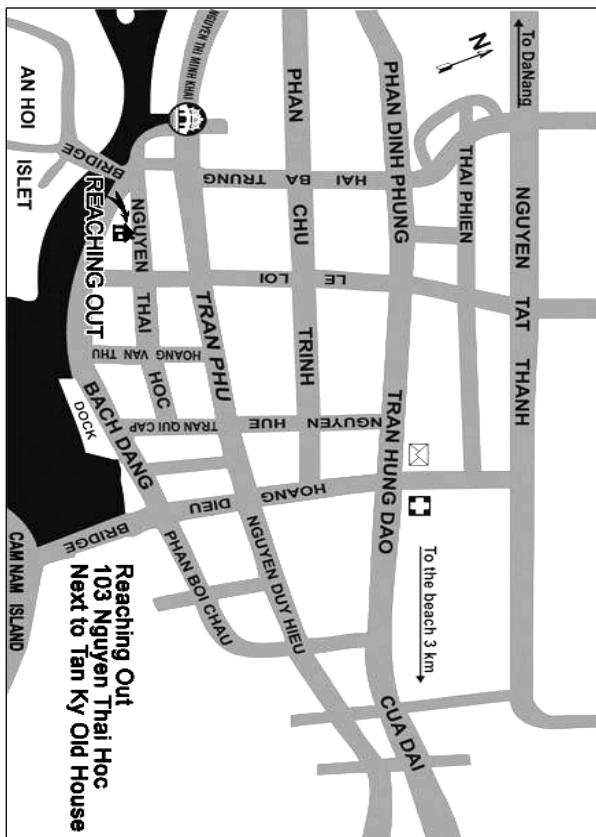 To DaNang
N
NGUYEN TAT THANH
THAI PHIEN
PHAN DINH PHUNG
TRAN HUNG DAO
CUA DAI
To the beach 3 km
HAI BA TRUNG
PHAN CHU TRINH
LE LOI
NGUYEN THI MINH KHAI
TRAN PHU
NGUYEN DUY HIEU
NGUYEN HUE
TRAN QUI CAP
HOANG DIEU
HOANG VAN THU
NGUYEN THAI HOC
BACH DANG
PHAN BOI CHAU
DOCK
BRIDGE
BRIDGE
AN HOI
ISLET
CAM NAM ISLAND
REACHING OUT
Reaching Out
103 Nguyen Thai Hoc
Next to Tan Ky Old House